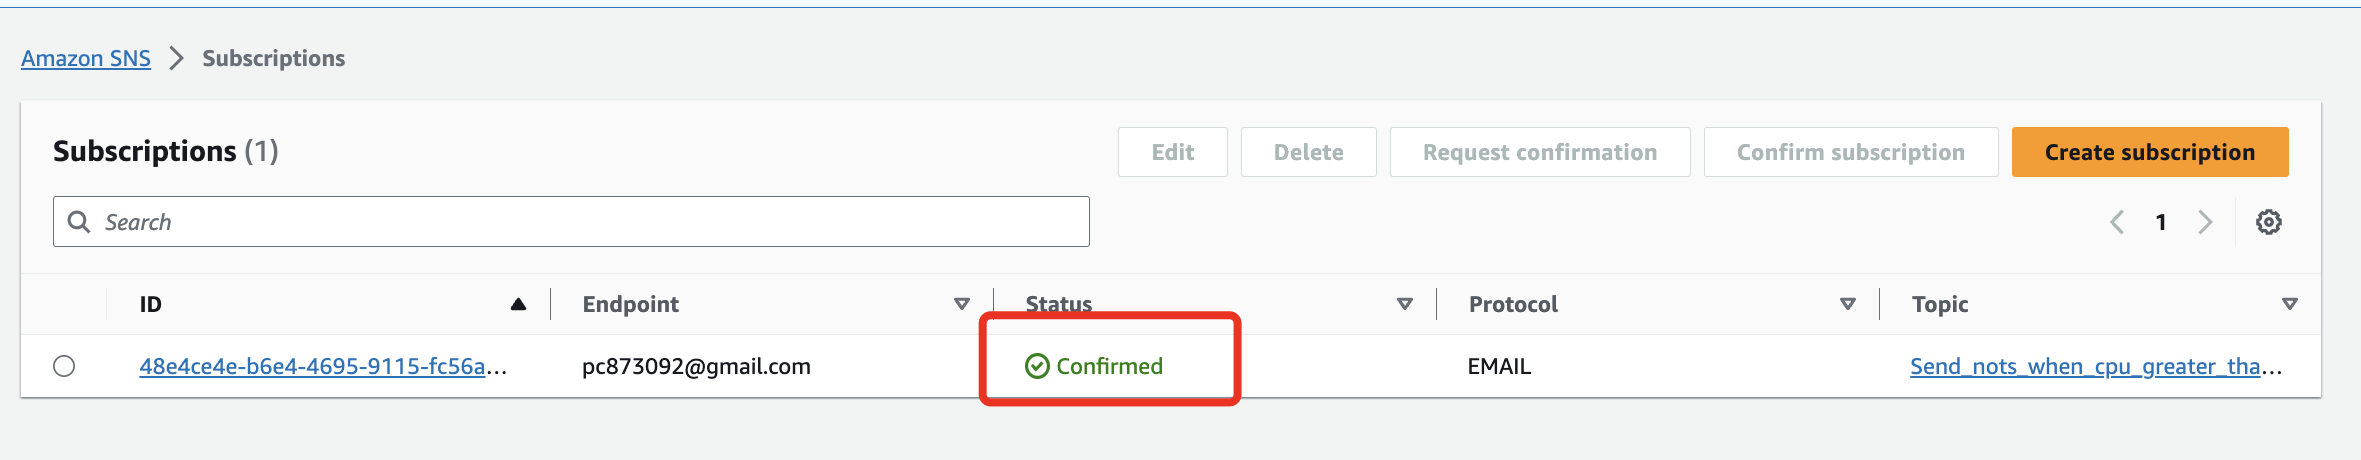 Amazon SNS > Subscriptions
Subscriptions (1) Edit Delete Request confirmation Confirm subscription Create subscription
Search 1
ID Endpoint Status Protocol Topic
48e4ce4e-b6e4-4695-9115-fc56a... pc873092@gmail.com Confirmed EMAIL Send_nots_when_cpu_greater_tha...